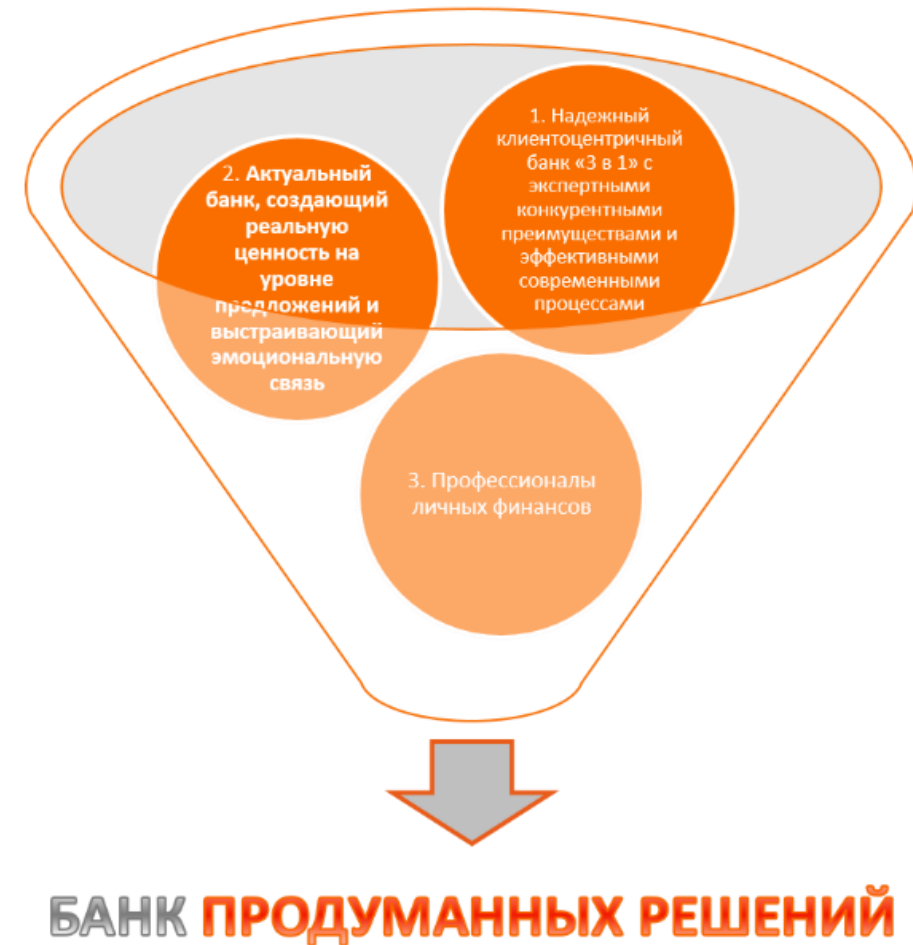 1. Надежный
клиентоцентричный
банк «3 в 1» с
экспертными
конкурентными
преимуществами и
эффективными
современными
процессами
2. Актуальный
банк, создающий
реальную
ценность на
уровне
предложений и
выстраивающий
эмоциональную
связь
3. Профессионалы
личных финансов
БАНК ПРОДУМАННЫХ РЕШЕНИЙ